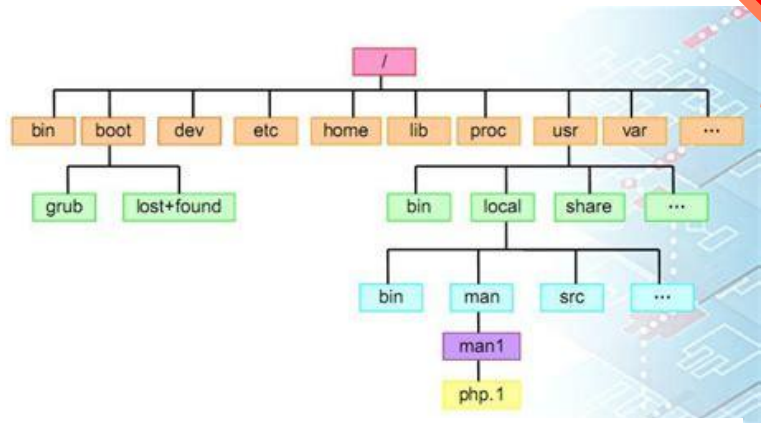 /
bin boot dev etc home lib proc usr var ...
grub lost+found bin local share ...
bin man src ...
man1
php.1